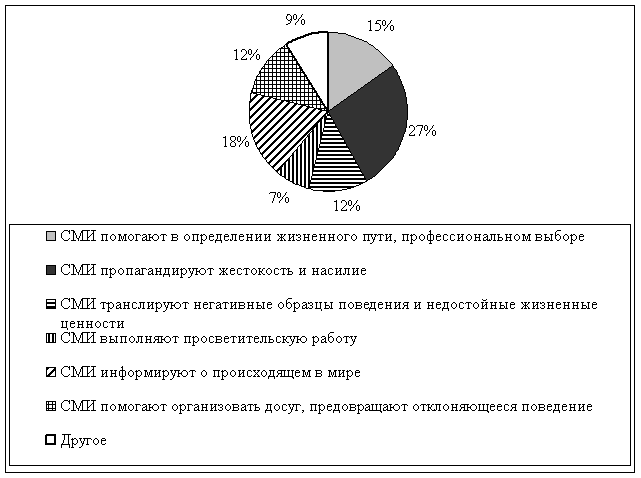 9%
15%
12%
27%
18%
7%
12%
СМИ помогают в определении жизненного пути, профессиональном выборе
СМИ пропагандируют жестокость и насилие
СМИ транслируют негативные образцы поведения и недостойные жизненные
ценности
СМИ выполняют просветительскую работу
СМИ информируют о происходящем в мире
СМИ помогают организовать досуг, предовращают отклоняющееся поведение
Другое